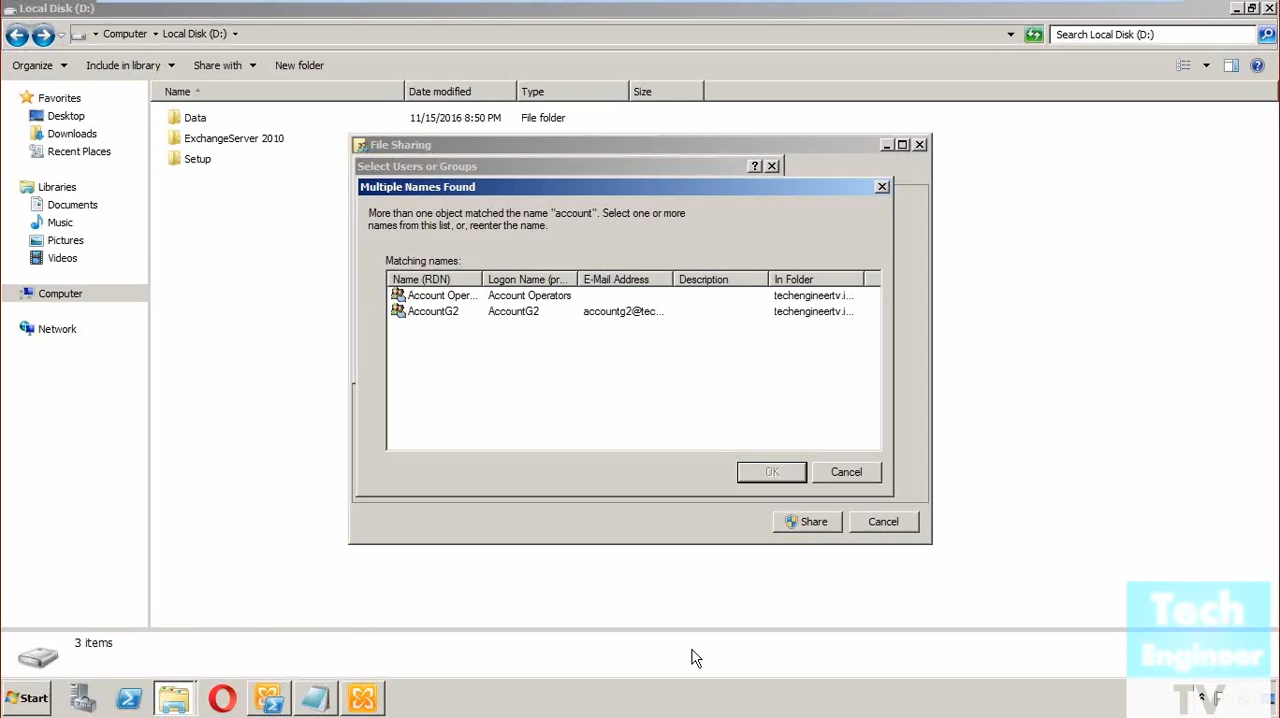 Local Disk (D:)
Computer Local Disk (D:)
Search Local Disk (D:)
Organize Include in library Share with New folder
Name Date modified Type Size
Favorites
Desktop
Downloads
Recent Places
Libraries
Documents
Music
Pictures
Videos
Computer
Network
Data 11/15/2016 8:50 PM File folder
ExchangeServer 2010
Setup
File Sharing
Select Users or Groups
Multiple Names Found
More than one object matched the name "account". Select one or more
names from this list, or, reenter the name.
Matching names:
Name (RDN) Logon Name (pr... E-Mail Address Description In Folder
Account Oper... Account Operators techengineertv.i...
AccountG2 AccountG2 accountg2@tec... techengineertv.i...
OK Cancel
Share Cancel
3 items
Start
Tech
Engineer
TV